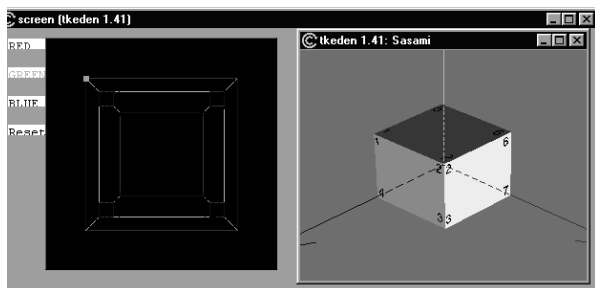 screen (tkeden 1.41)
RED
GREEN
BLUE
Reset
tkeden 1.41: Sasami
1
6
2 2
4
7
3 3